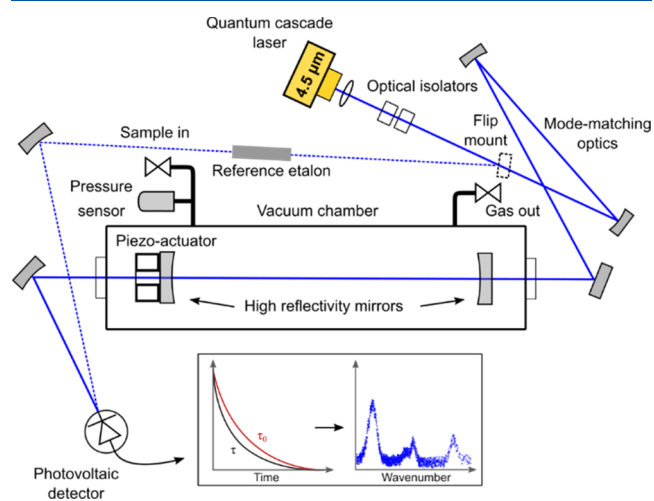 Quantum cascade
laser
4.5 μm
Optical isolators
Flip
mount
Mode-matching
optics
Sample in
Reference etalon
Pressure
sensor
Vacuum chamber
Gas out
Piezo-actuator
High reflectivity mirrors
τ₀
τ
Time
Wavenumber
Photovoltaic
detector